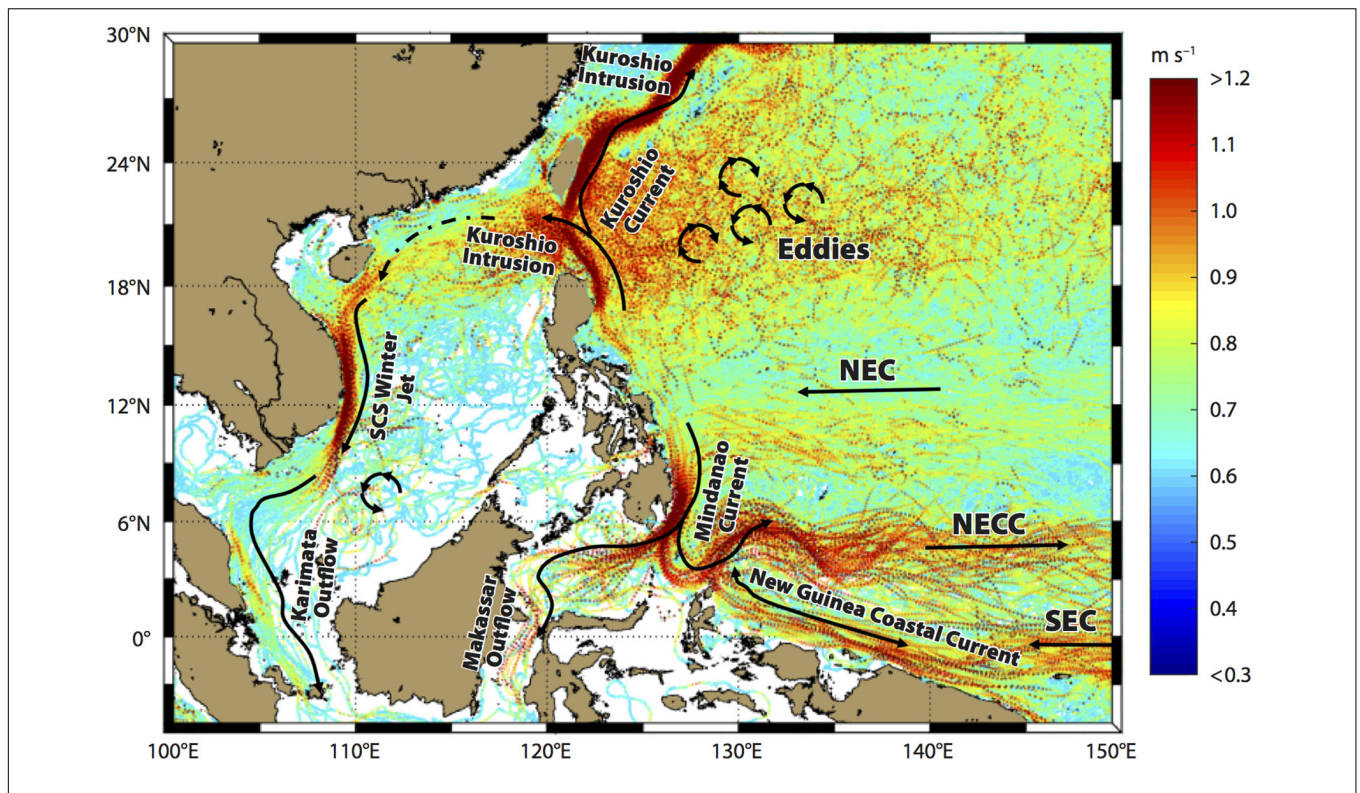 30°N
24°N
18°N
12°N
6°N
0°
100°E
110°E
120°E
130°E
140°E
150°E
Kuroshio
Intrusion
Kuroshio
Current
Kuroshio
Intrusion
Eddies
SCS Winter
Jet
NEC
Mindanao
Current
NECC
Karimata
Outflow
Makassar
Outflow
New Guinea Coastal Current
SEC
m s⁻¹
>1.2
1.0
0.9
0.8
0.7
0.6
0.5
0.4
<0.3